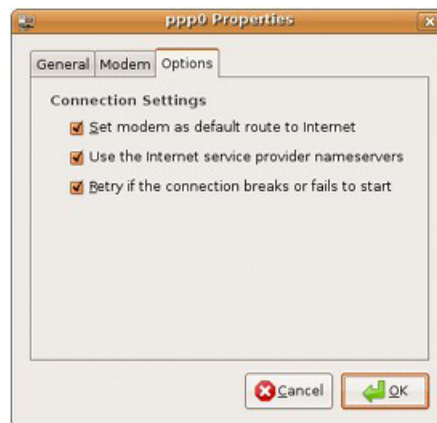 ppp0 Properties
General Modem Options
Connection Settings
Set modem as default route to Internet
Use the Internet service provider nameservers
Retry if the connection breaks or fails to start
Cancel OK